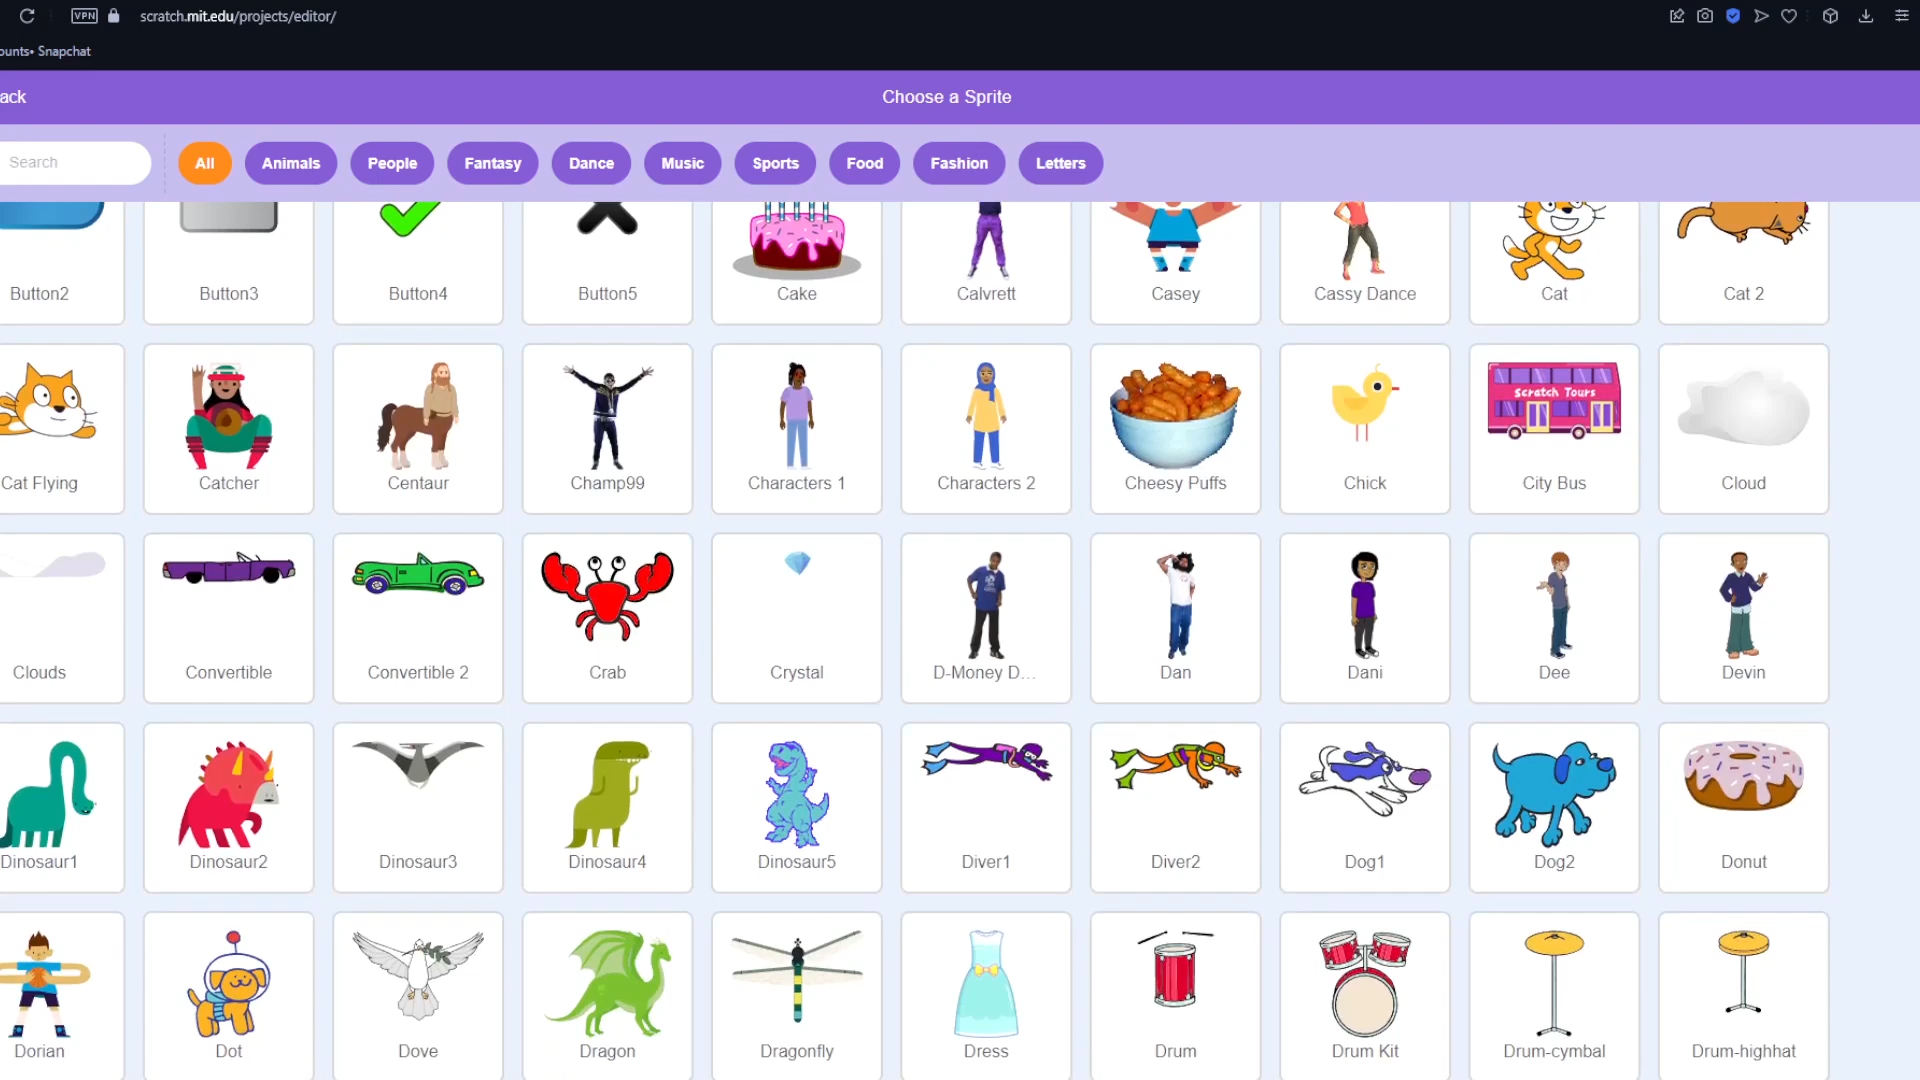 VPN scratch.mit.edu/projects/editor/
ounts• Snapchat
ack
Choose a Sprite
Search
All Animals People Fantasy Dance Music Sports Food Fashion Letters
Button2 Button3 Button4 Button5 Cake Calvrett Casey Cassy Dance Cat Cat 2
Scratch Tours
Cat Flying Catcher Centaur Champ99 Characters 1 Characters 2 Cheesy Puffs Chick City Bus Cloud
Clouds Convertible Convertible 2 Crab Crystal D-Money D... Dan Dani Dee Devin
Dinosaur1 Dinosaur2 Dinosaur3 Dinosaur4 Dinosaur5 Diver1 Diver2 Dog1 Dog2 Donut
Dorian Dot Dove Dragon Dragonfly Dress Drum Drum Kit Drum-cymbal Drum-highhat